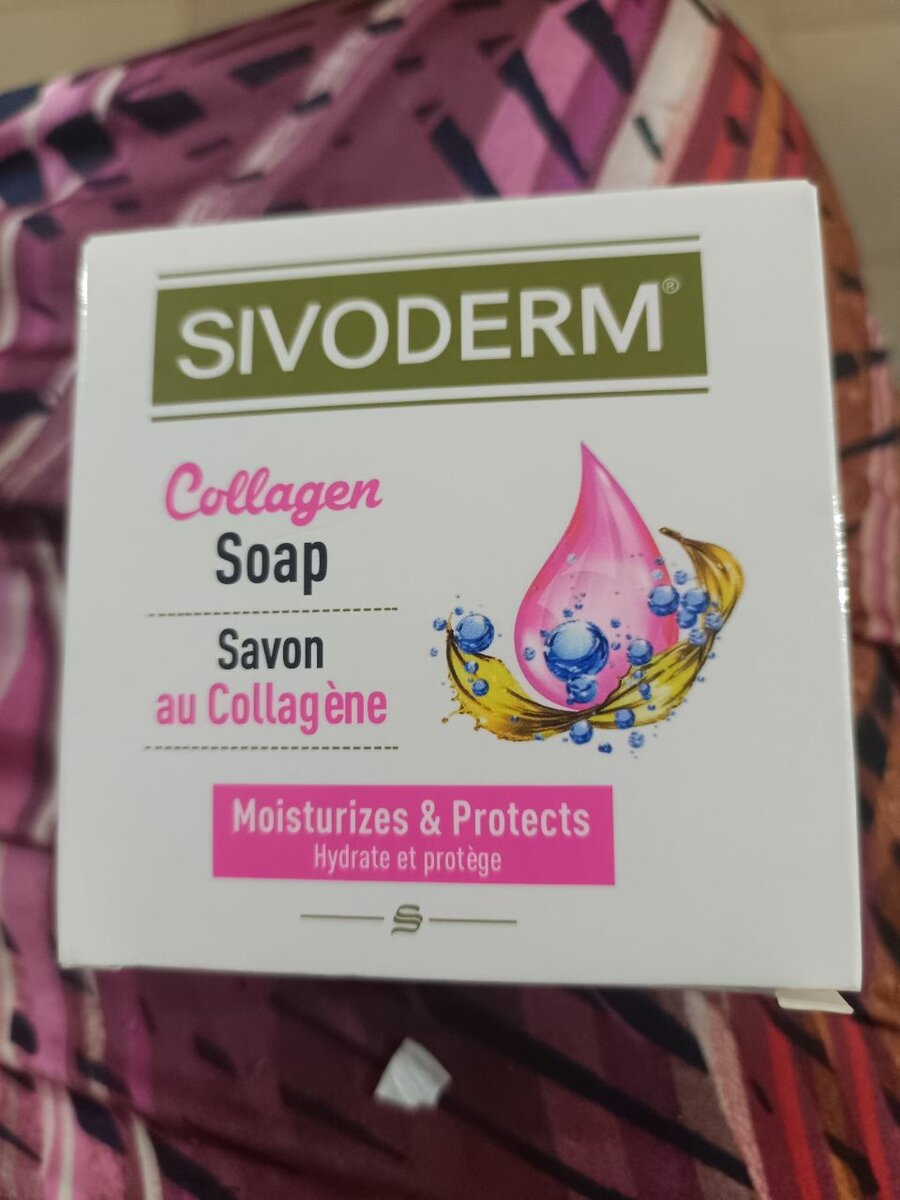 SIVODERM®
Collagen
Soap
Savon
au Collagène
Moisturizes & Protects
Hydrate et protège